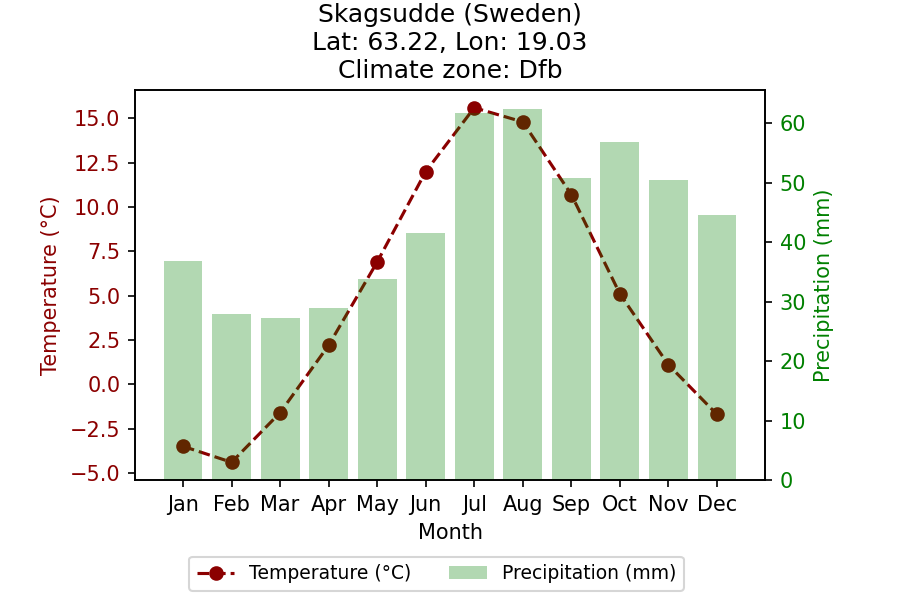 Skagsudde (Sweden)
Lat: 63.22, Lon: 19.03
Climate zone: Dfb
Temperature (°C)
15.0
12.5
10.0
7.5
5.0
2.5
0.0
−2.5
−5.0
Precipitation (mm)
60
50
40
30
20
10
0
Jan Feb Mar Apr May Jun Jul Aug Sep Oct Nov Dec
Month
Temperature (°C) Precipitation (mm)